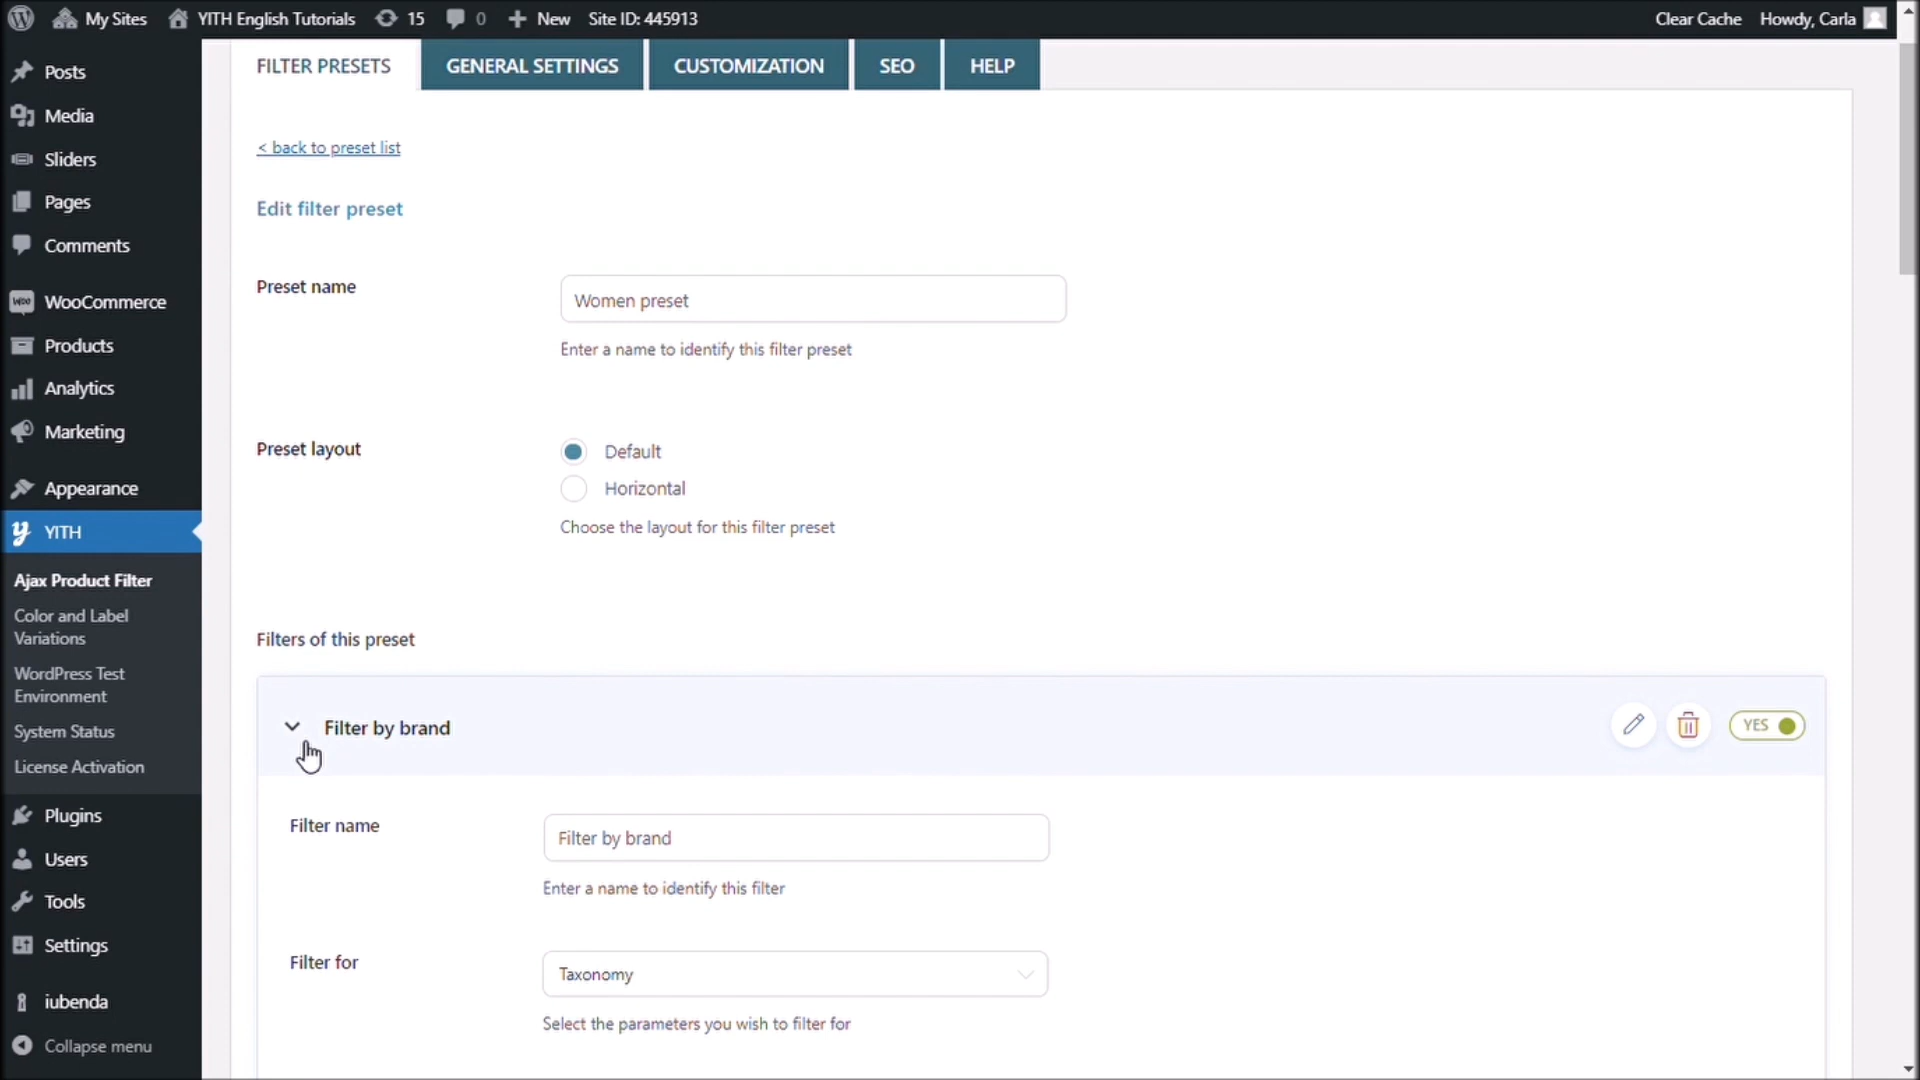 My Sites
YITH English Tutorials
15
0
New
Site ID: 445913
Clear Cache
Howdy, Carla
Posts
Media
Sliders
Pages
Comments
WooCommerce
Products
Analytics
Marketing
Appearance
YITH
Ajax Product Filter
Color and Label
Variations
WordPress Test
Environment
System Status
License Activation
Plugins
Users
Tools
Settings
iubenda
Collapse menu
FILTER PRESETS
GENERAL SETTINGS
CUSTOMIZATION
SEO
HELP
< back to preset list
Edit filter preset
Preset name
Women preset
Enter a name to identify this filter preset
Preset layout
Default
Horizontal
Choose the layout for this filter preset
Filters of this preset
Filter by brand
YES
Filter name
Filter by brand
Enter a name to identify this filter
Filter for
Taxonomy
Select the parameters you wish to filter for